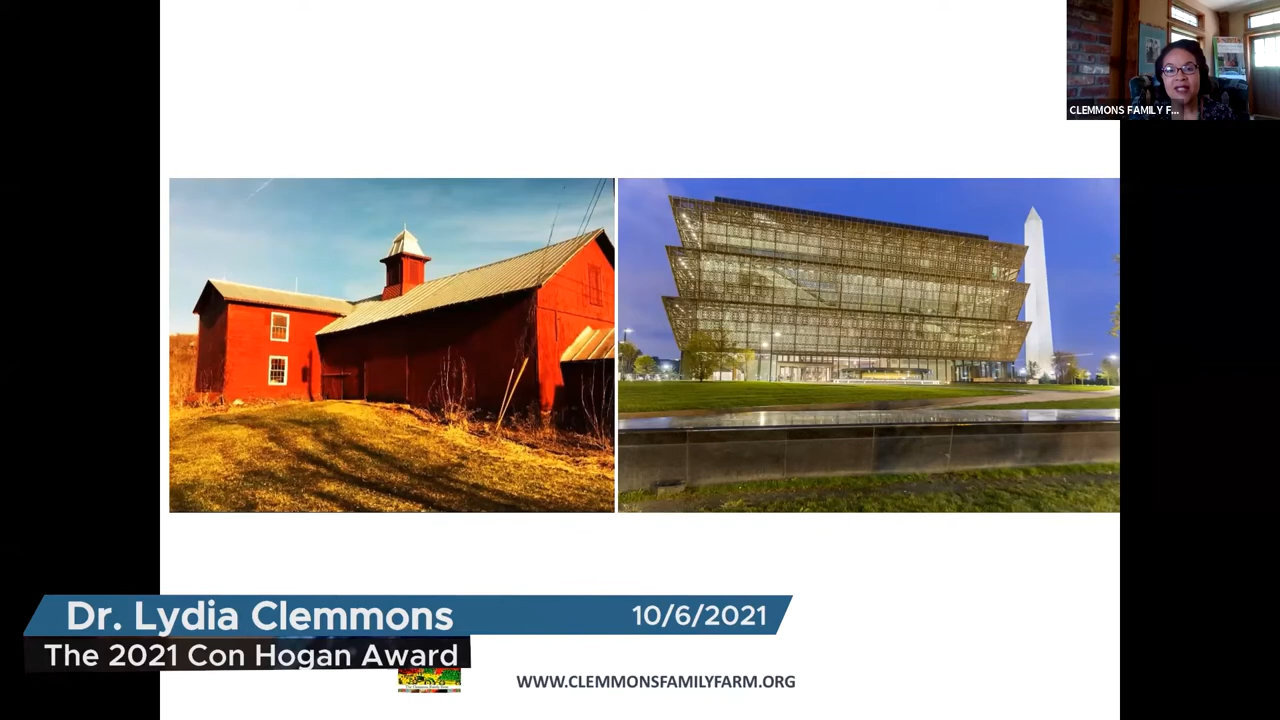 CLEMMONS FAMILY F...
Dr. Lydia Clemmons
10/6/2021
The 2021 Con Hogan Award
WWW.CLEMMONSFAMILYFARM.ORG